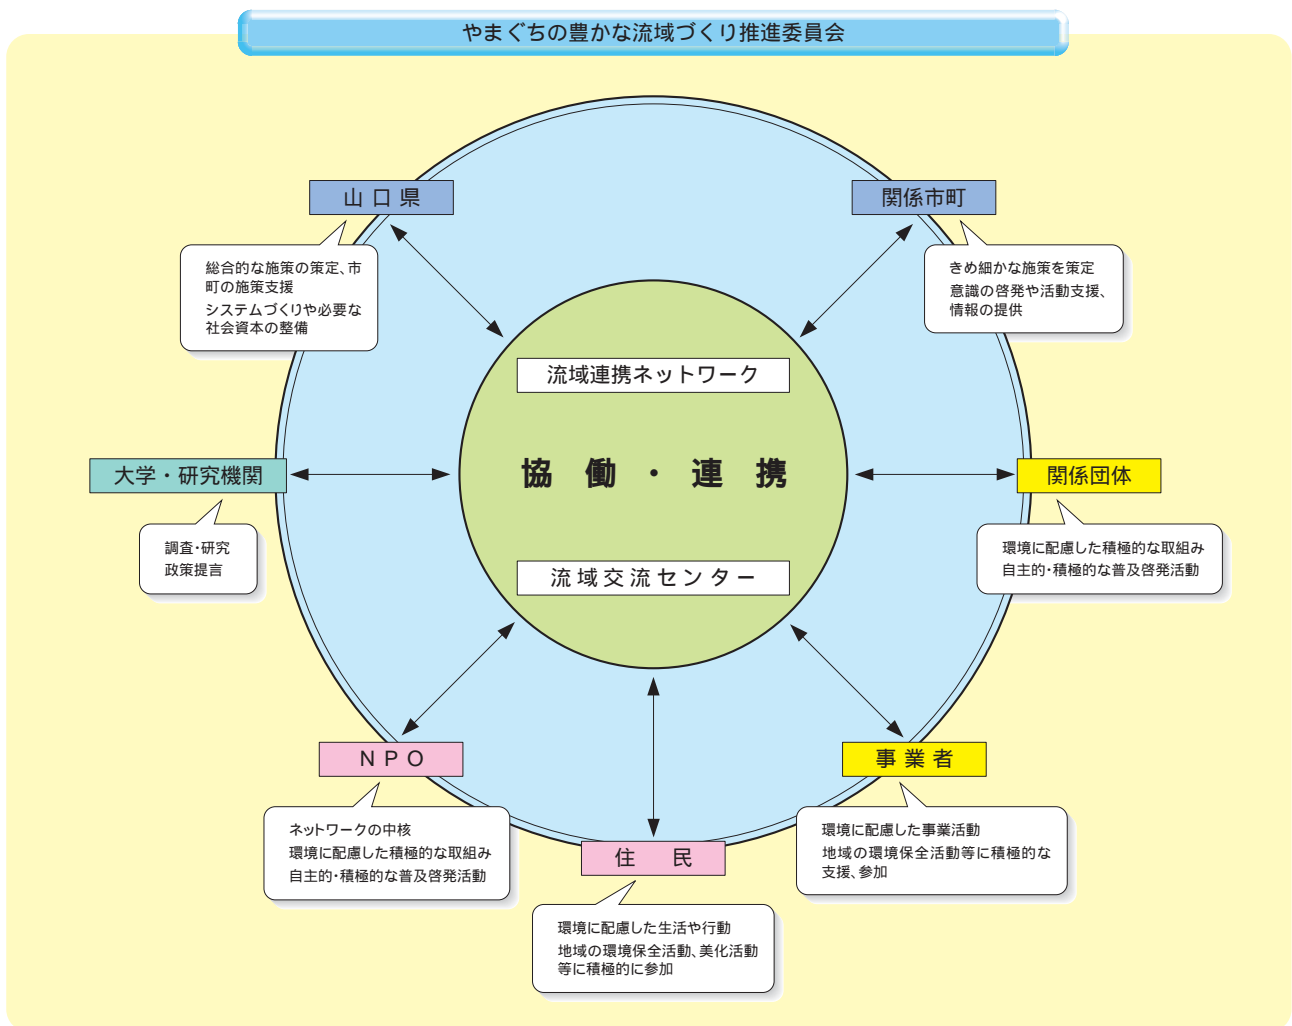 やまぐちの豊かな流域づくり推進委員会
山口県
総合的な施策の策定、市
町の施策支援
システムづくりや必要な
社会資本の整備
関係市町
きめ細かな施策を策定
意識の啓発や活動支援、
情報の提供
流域連携ネットワーク
協働・連携
流域交流センター
大学・研究機関
調査・研究
政策提言
関係団体
環境に配慮した積極的な取組み
自主的・積極的な普及啓発活動
NPO
ネットワークの中核
環境に配慮した積極的な取組み
自主的・積極的な普及啓発活動
住民
環境に配慮した生活や行動
地域の環境保全活動、美化活動
等に積極的に参加
事業者
環境に配慮した事業活動
地域の環境保全活動等に積極的な
支援、参加